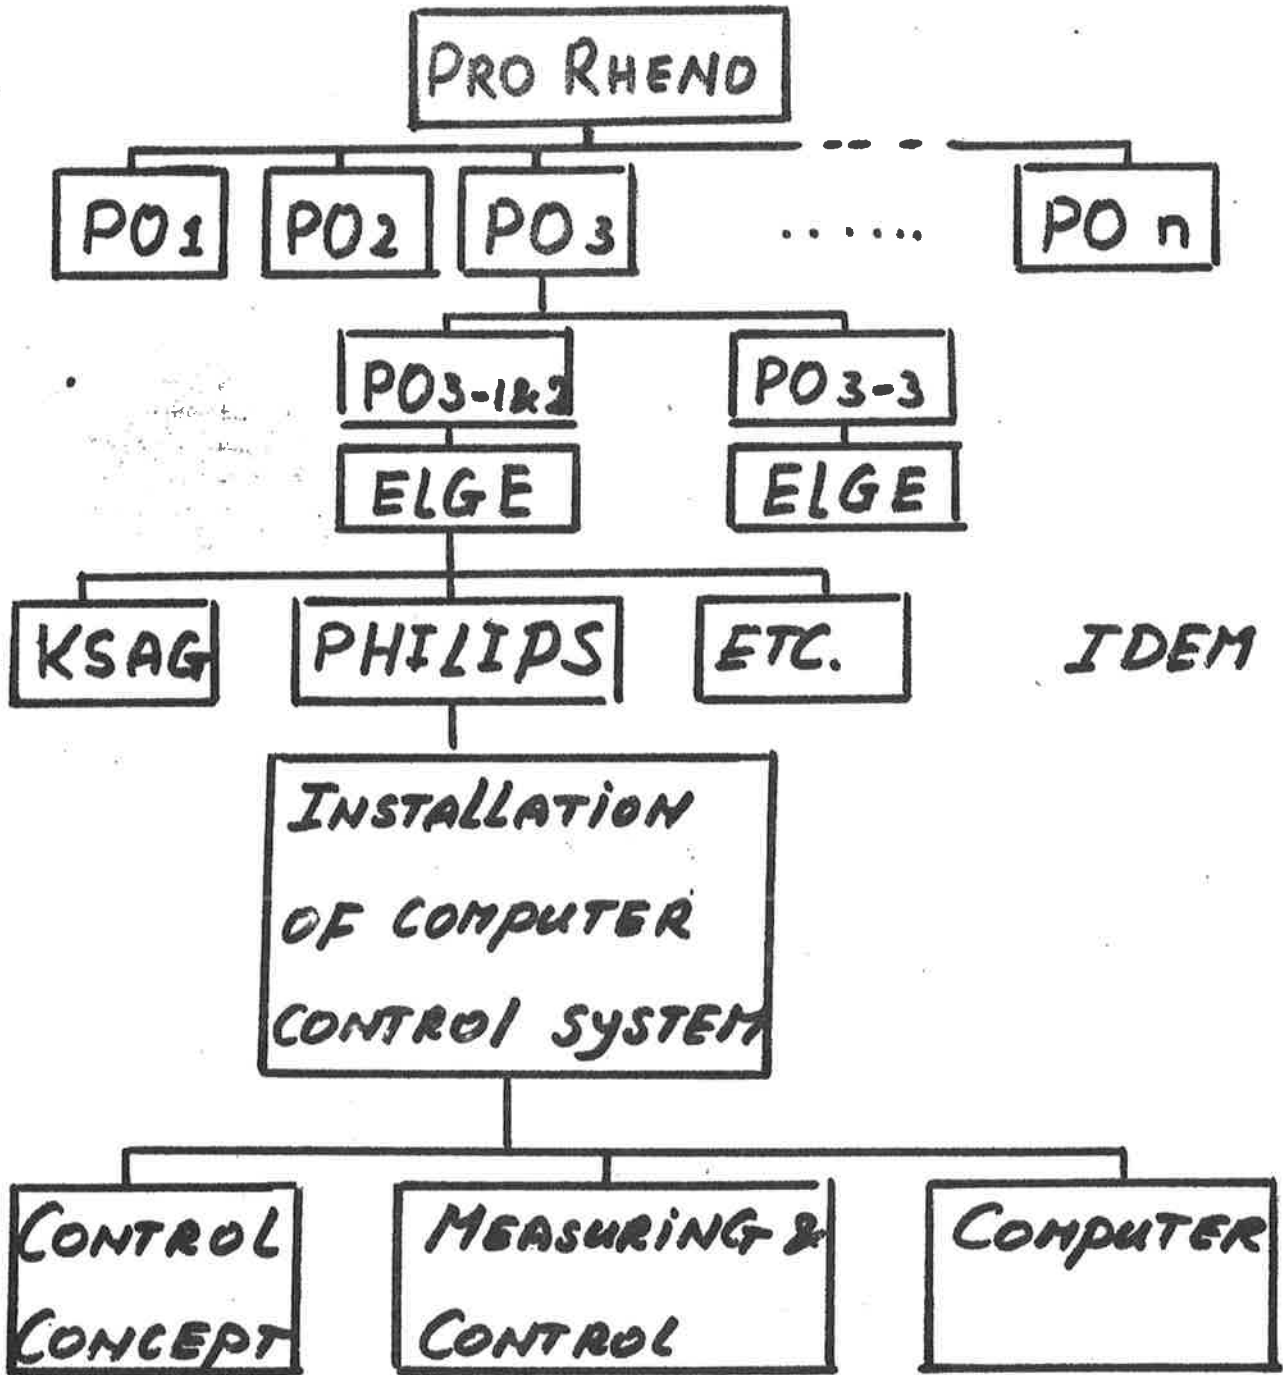 PRO RHENO
PO1 PO2 PO3 ...... PO n
PO3-1&2 PO3-3
ELGE ELGE
KSAG PHILIPS ETC. IDEM
INSTALLATION
OF COMPUTER
CONTROL SYSTEM
CONTROL
CONCEPT
MEASURING &
CONTROL
COMPUTER